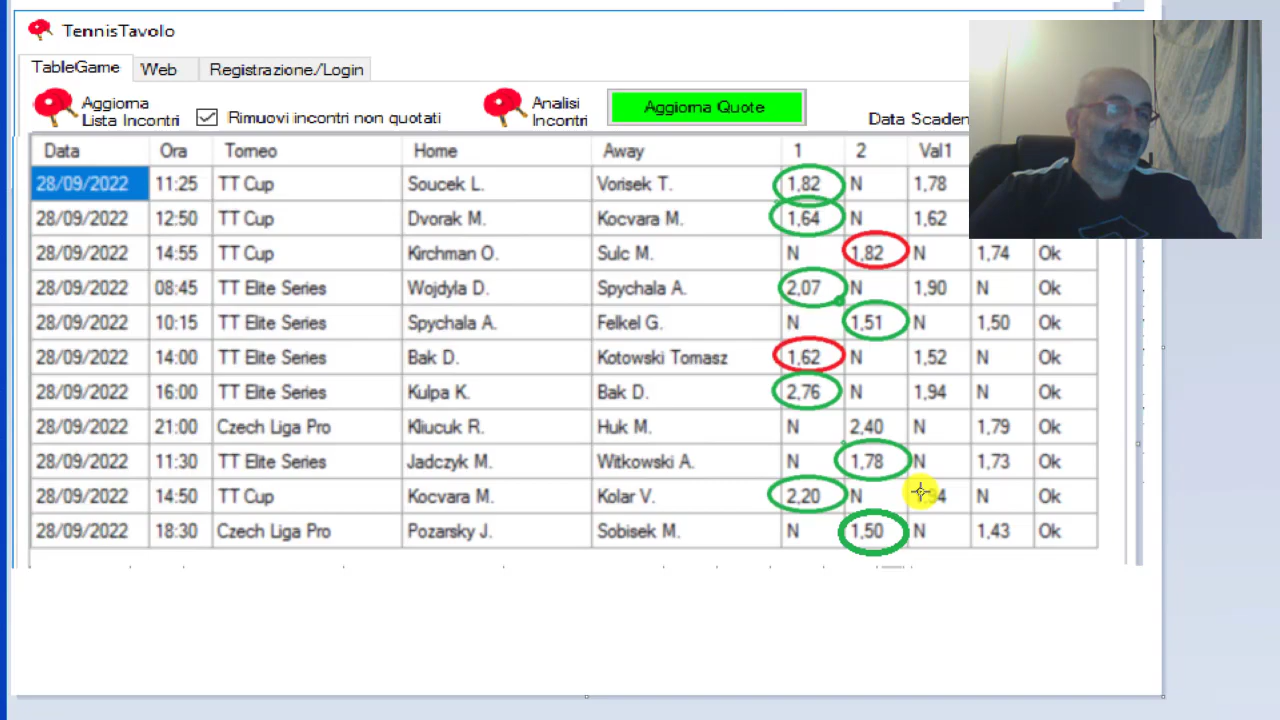 TennisTavolo
TableGame Web Registrazione/Login
Aggiorna Lista Incontri Rimuovi incontri non quotati Analisi Incontri Aggiorna Quote Data Scaden
Data Ora Torneo Home Away 1 2 Val1
28/09/2022 11:25 TT Cup Soucek L. Vorisek T. 1,82 N 1,78
28/09/2022 12:50 TT Cup Dvorak M. Kocvara M. 1,64 N 1,62
28/09/2022 14:55 TT Cup Kirchman O. Sulc M. N 1,82 N 1,74 Ok
28/09/2022 08:45 TT Elite Series Wojdyla D. Spychala A. 2,07 N 1,90 N Ok
28/09/2022 10:15 TT Elite Series Spychala A. Felkel G. N 1,51 N 1,50 Ok
28/09/2022 14:00 TT Elite Series Bak D. Kotowski Tomasz 1,62 N 1,52 N Ok
28/09/2022 16:00 TT Elite Series Kulpa K. Bak D. 2,76 N 1,94 N Ok
28/09/2022 21:00 Czech Liga Pro Kliucuk R. Huk M. N 2,40 N 1,79 Ok
28/09/2022 11:30 TT Elite Series Jadczyk M. Witkowski A. N 1,78 N 1,73 Ok
28/09/2022 14:50 TT Cup Kocvara M. Kolar V. 2,20 N N Ok
28/09/2022 18:30 Czech Liga Pro Pozarsky J. Sobisek M. N 1,50 N 1,43 Ok